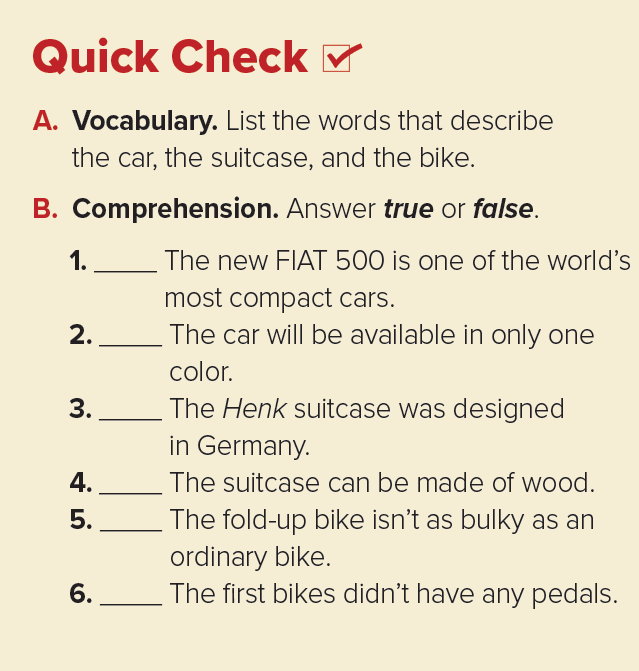 Quick Check
A. Vocabulary. List the words that describe
the car, the suitcase, and the bike.
B. Comprehension. Answer true or false.
1. _____ The new FIAT 500 is one of the world’s
most compact cars.
2. _____ The car will be available in only one
color.
3. _____ The Henk suitcase was designed
in Germany.
4. _____ The suitcase can be made of wood.
5. _____ The fold-up bike isn’t as bulky as an
ordinary bike.
6. _____ The first bikes didn’t have any pedals.